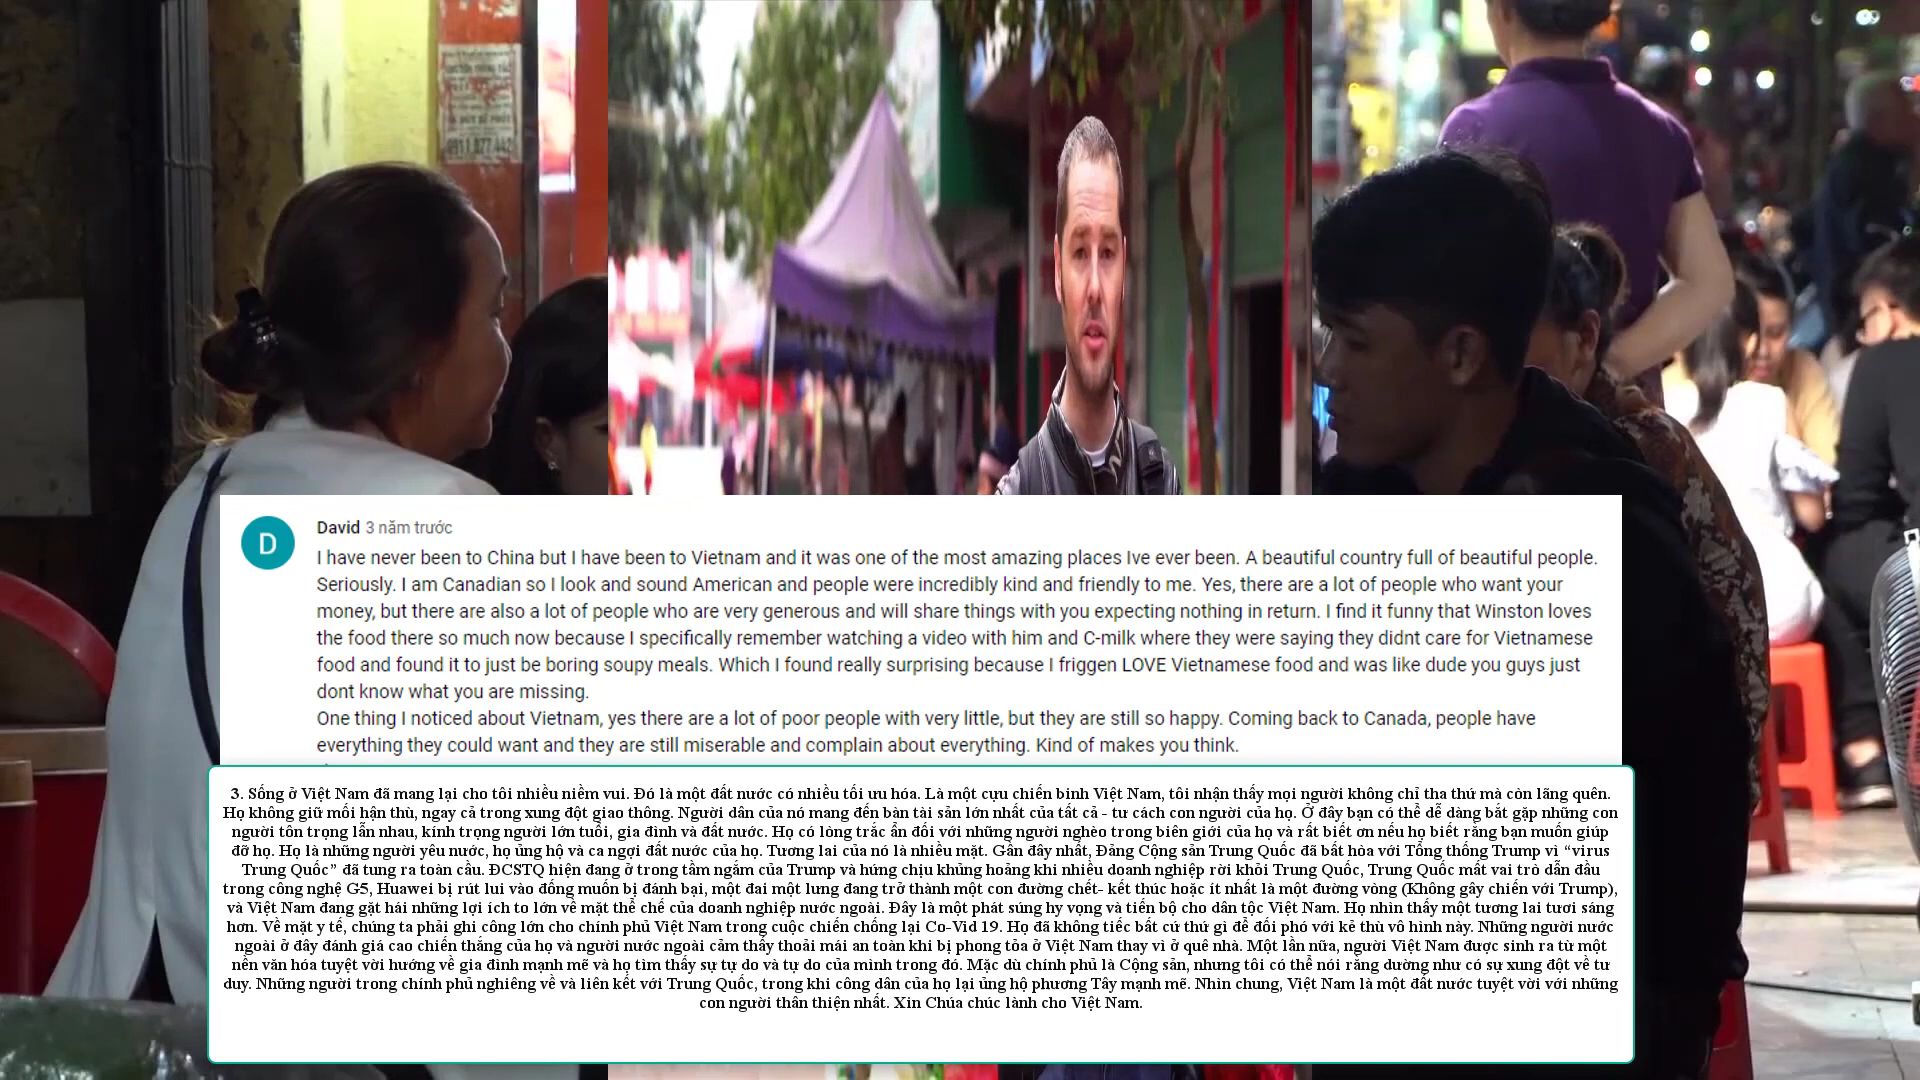 0911.827.442
David 3 năm trước
I have never been to China but I have been to Vietnam and it was one of the most amazing places Ive ever been. A beautiful country full of beautiful people.
Seriously. I am Canadian so I look and sound American and people were incredibly kind and friendly to me. Yes, there are a lot of people who want your
money, but there are also a lot of people who are very generous and will share things with you expecting nothing in return. I find it funny that Winston loves
the food there so much now because I specifically remember watching a video with him and C-milk where they were saying they didnt care for Vietnamese
food and found it to just be boring soupy meals. Which I found really surprising because I friggen LOVE Vietnamese food and was like dude you guys just
dont know what you are missing.
One thing I noticed about Vietnam, yes there are a lot of poor people with very little, but they are still so happy. Coming back to Canada, people have
everything they could want and they are still miserable and complain about everything. Kind of makes you think.
D
3. Sống ở Việt Nam đã mang lại cho tôi nhiều niềm vui. Đó là một đất nước có nhiều tối ưu hóa. Là một cựu chiến binh Việt Nam, tôi nhận thấy mọi người không chỉ tha thứ mà còn lãng quên.
Họ không giữ mối hận thù, ngay cả trong xung đột giao thông. Người dân của nó mang đến bàn tài sản lớn nhất của tất cả - tư cách con người của họ. Ở đây bạn có thể dễ dàng bắt gặp những con
người tôn trọng lẫn nhau, kính trọng người lớn tuổi, gia đình và đất nước. Họ có lòng trắc ẩn đối với những người nghèo trong biên giới của họ và rất biết ơn nếu họ biết rằng bạn muốn giúp
đỡ họ. Họ là những người yêu nước, họ ủng hộ và ca ngợi đất nước của họ. Tương lai của nó là nhiều mặt. Gần đây nhất, Đảng Cộng sản Trung Quốc đã bất hòa với Tổng thống Trump vì “virus
Trung Quốc” đã tung ra toàn cầu. ĐCSTQ hiện đang ở trong tầm ngắm của Trump và hứng chịu khủng hoảng khi nhiều doanh nghiệp rời khỏi Trung Quốc, Trung Quốc mất vai trò dẫn đầu
trong công nghệ G5, Huawei bị rút lui vào đống muốn bị đánh bại, một đai một lưng đang trở thành một con đường chết- kết thúc hoặc ít nhất là một đường vòng (Không gây chiến với Trump),
và Việt Nam đang gặt hái những lợi ích to lớn về mặt thể chế của doanh nghiệp nước ngoài. Đây là một phát súng hy vọng và tiến bộ cho dân tộc Việt Nam. Họ nhìn thấy một tương lai tươi sáng
hơn. Về mặt y tế, chúng ta phải ghi công lớn cho chính phủ Việt Nam trong cuộc chiến chống lại Co-Vid 19. Họ đã không tiếc bất cứ thứ gì để đối phó với kẻ thù vô hình này. Những người nước
ngoài ở đây đánh giá cao chiến thắng của họ và người nước ngoài cảm thấy thoải mái an toàn khi bị phong tỏa ở Việt Nam thay vì ở quê nhà. Một lần nữa, người Việt Nam được sinh ra từ một
nền văn hóa tuyệt vời hướng về gia đình mạnh mẽ và họ tìm thấy sự tự do và tự do của mình trong đó. Mặc dù chính phủ là Cộng sản, nhưng tôi có thể nói rằng dường như có sự xung đột về tư
duy. Những người trong chính phủ nghiêng về và liên kết với Trung Quốc, trong khi công dân của họ lại ủng hộ phương Tây mạnh mẽ. Nhìn chung, Việt Nam là một đất nước tuyệt vời với những
con người thân thiện nhất. Xin Chúa chúc lành cho Việt Nam.